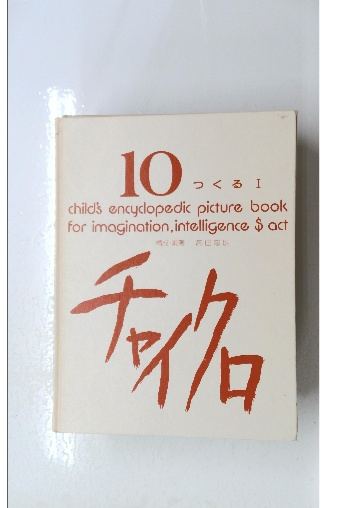 10 つくる I
child's encyclopedic picture book
for imagination, intelligence $ act
チャイクロ